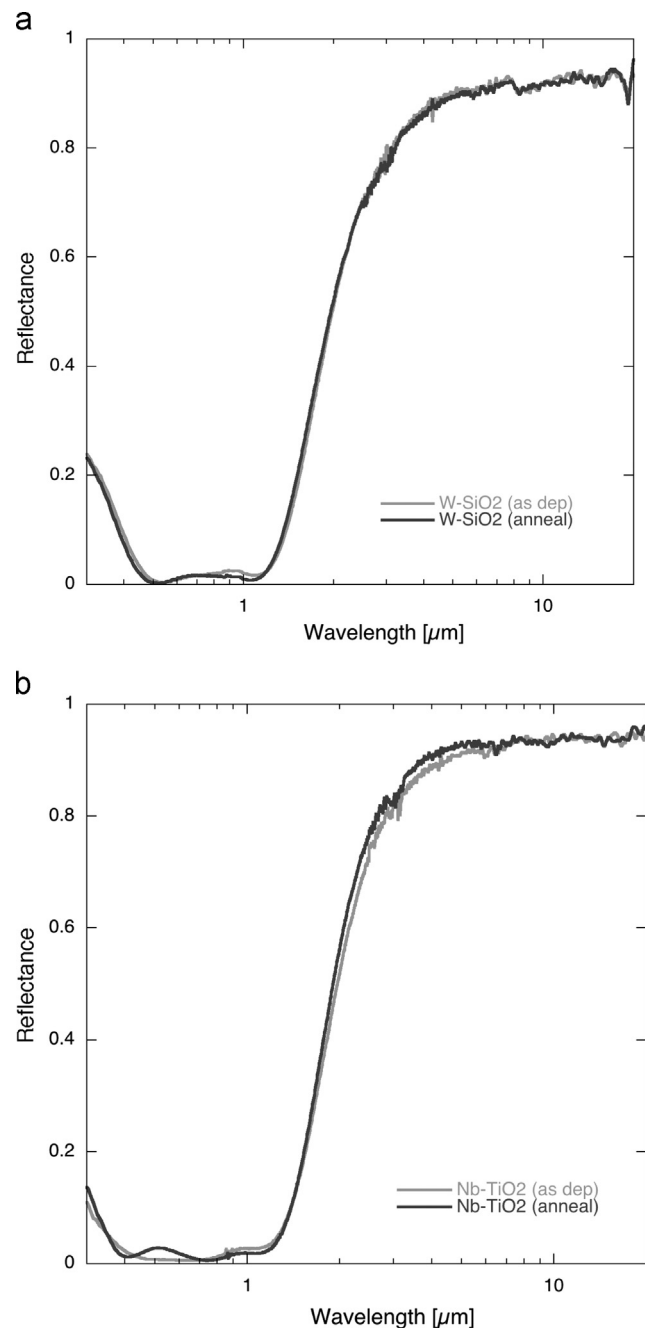 a
1
0.8
0.6
0.4
0.2
0
Reflectance
W-SiO2 (as dep)
W-SiO2 (anneal)
1
10
Wavelength [µm]
b
1
0.8
0.6
0.4
0.2
0
Reflectance
Nb-TiO2 (as dep)
Nb-TiO2 (anneal)
1
10
Wavelength [µm]